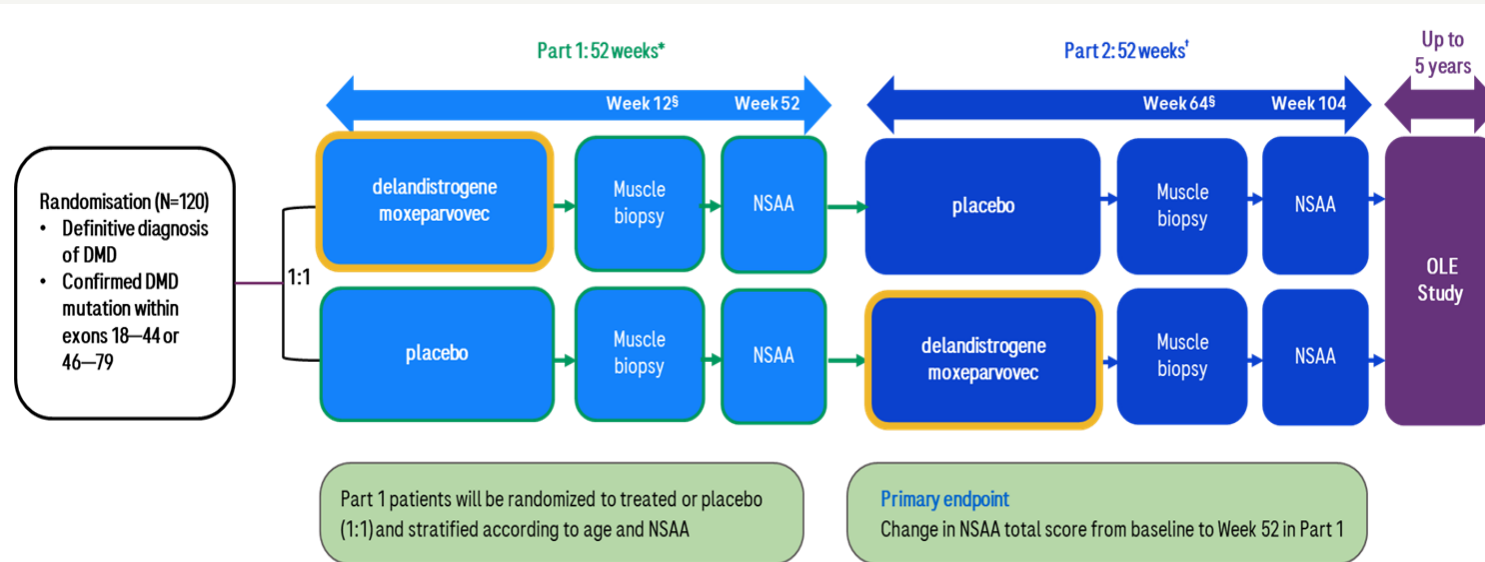 Part 1: 52 weeks*
Part 2: 52 weeks†
Up to
5 years
Week 12§
Week 52
Week 64§
Week 104
Randomisation (N=120)
• Definitive diagnosis
of DMD
• Confirmed DMD
mutation within
exons 18—44 or
46—79
1:1
delandistrogene
moxeparvovec
Muscle
biopsy
NSAA
placebo
Muscle
biopsy
NSAA
placebo
Muscle
biopsy
NSAA
delandistrogene
moxeparvovec
Muscle
biopsy
NSAA
OLE
Study
Part 1 patients will be randomized to treated or placebo
(1:1) and stratified according to age and NSAA
Primary endpoint
Change in NSAA total score from baseline to Week 52 in Part 1